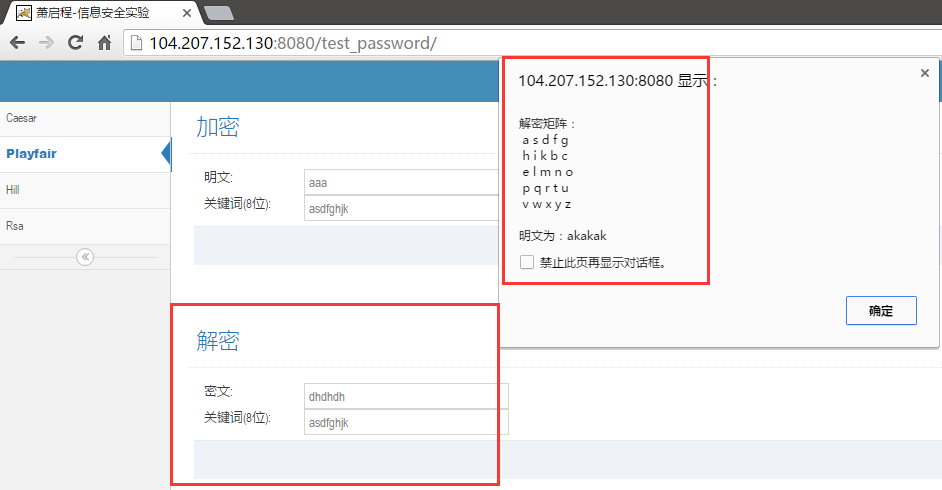 萧启程-信息安全实验
104.207.152.130:8080/test_password/
Caesar
Playfair
Hill
Rsa
加密
明文:
aaa
关键词(8位):
asdfghjk
解密
密文:
dhdhdh
关键词(8位):
asdfghjk
104.207.152.130:8080 显示：
解密矩阵：
a s d f g
h i k b c
e l m n o
p q r t u
v w x y z
明文为：akakak
禁止此页再显示对话框。
确定